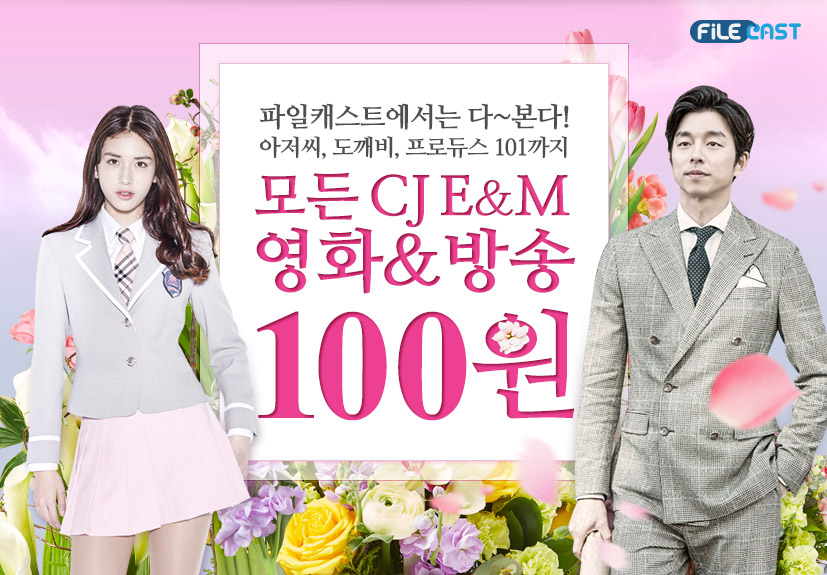 FiLECAST
파일캐스트에서는 다~본다!
아저씨, 도깨비, 프로듀스 101까지
모든 CJ E&M
영화&방송
100원